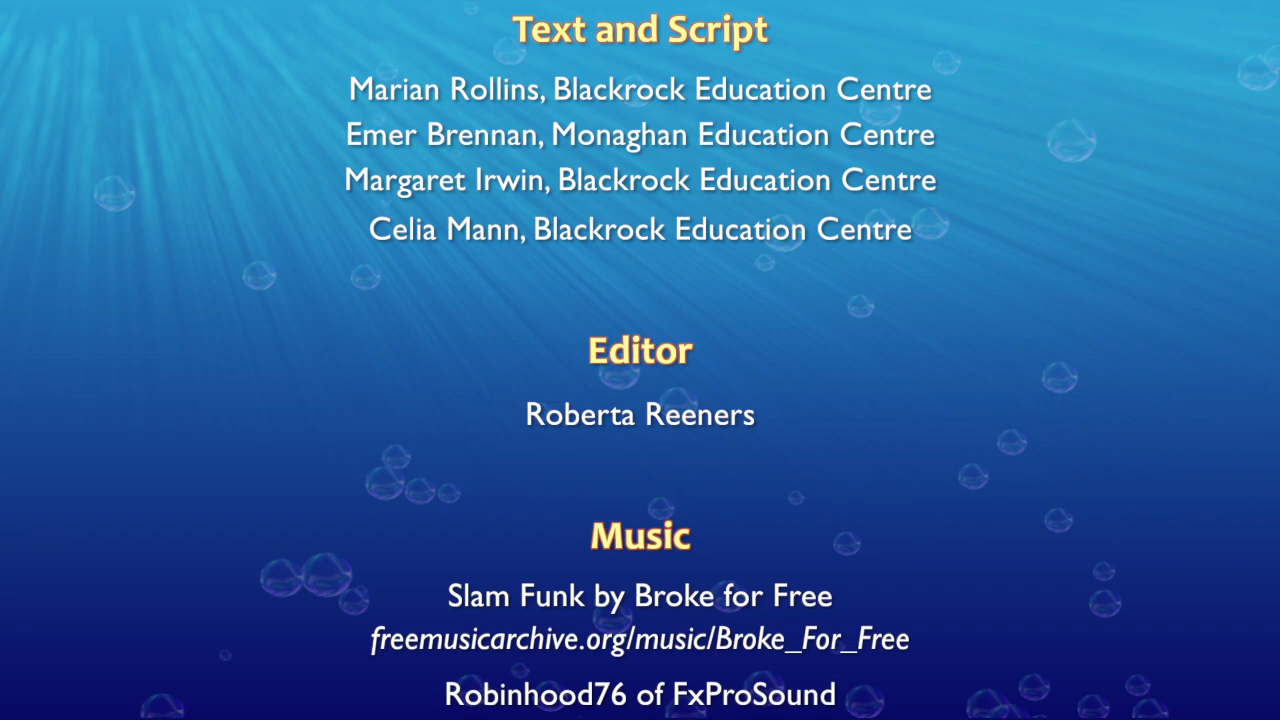 Text and Script
Marian Rollins, Blackrock Education Centre
Emer Brennan, Monaghan Education Centre
Margaret Irwin, Blackrock Education Centre
Celia Mann, Blackrock Education Centre
Editor
Roberta Reeners
Music
Slam Funk by Broke for Free
freemusicarchive.org/music/Broke_For_Free
Robinhood76 of FxProSound